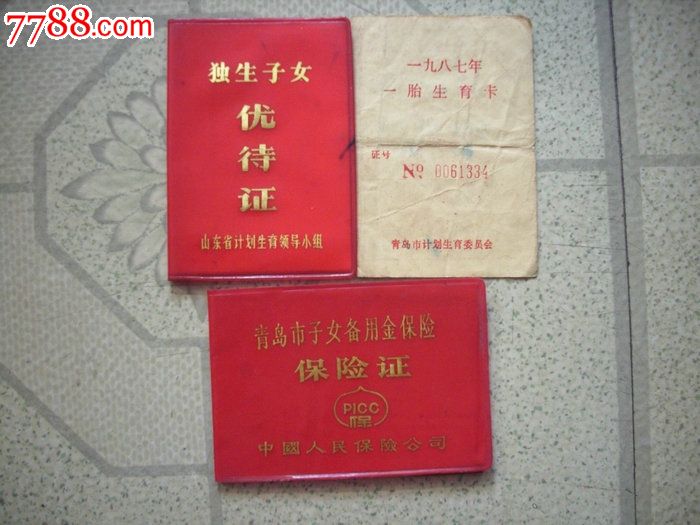 7788.com
独生子女
优
待
证
山东省计划生育领导小组
一九八七年
一胎生育卡
证号
№ 0061334
青岛市计划生育委员会
青岛市子女备用金保险
保险证
PICC
保
中國人民保險公司